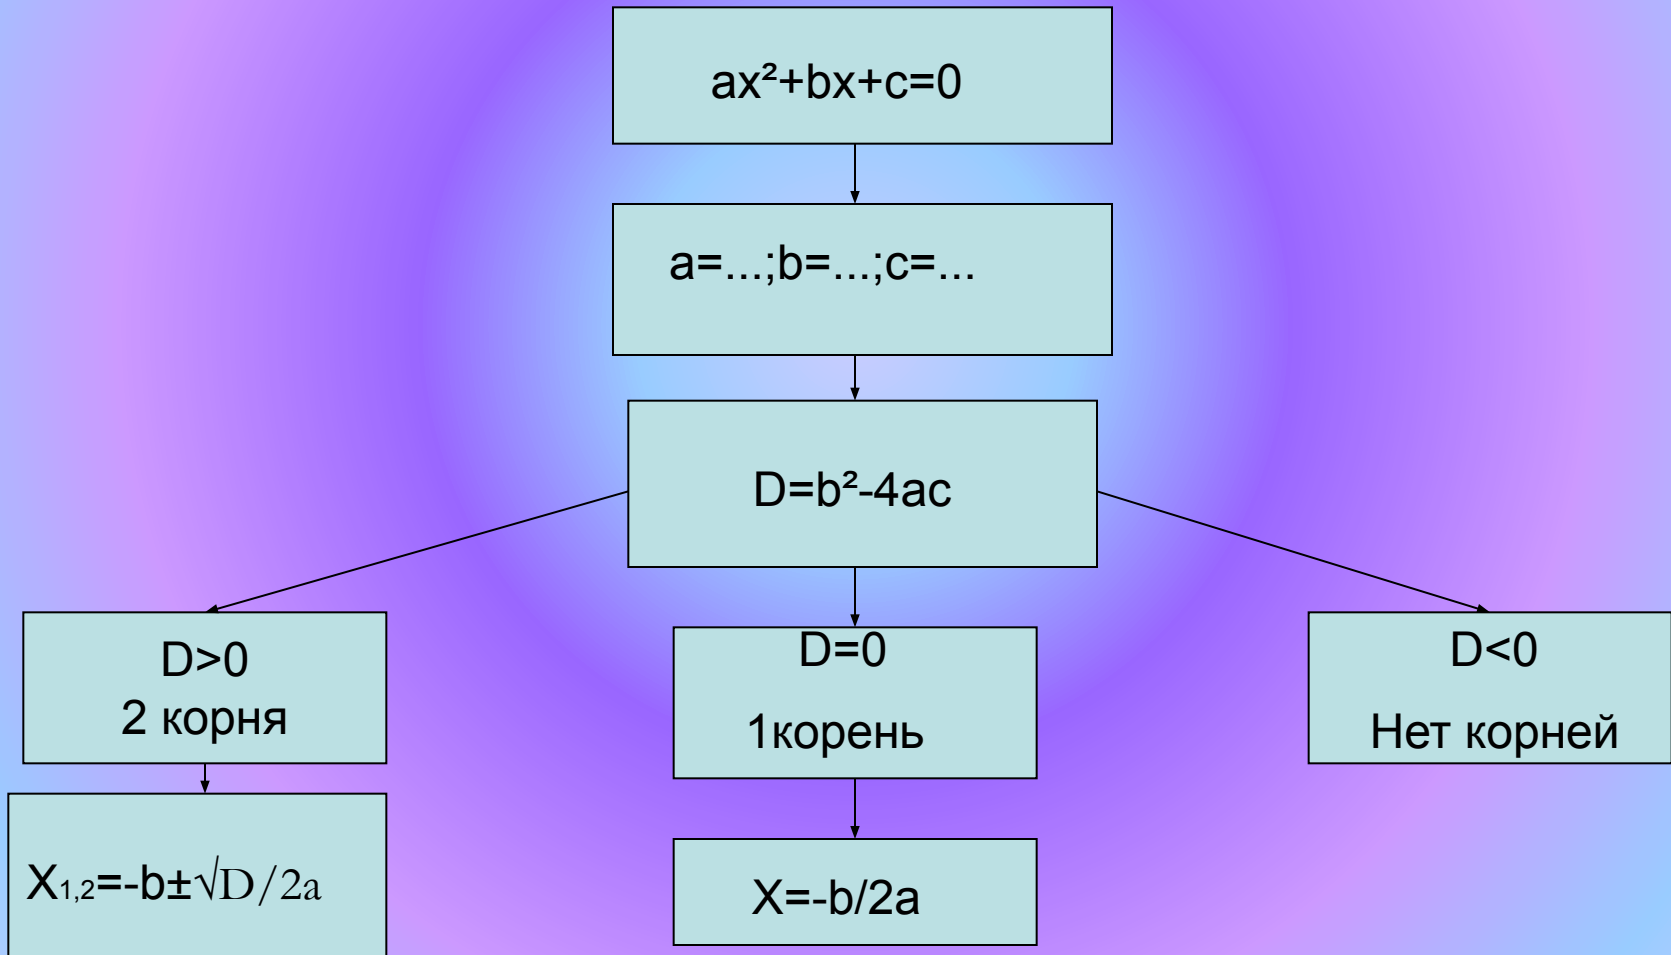 ax²+bx+c=0
a=...;b=...;c=...
D=b²-4ac
D>0
2 корня
D=0
1корень
D<0
Нет корней
X₁,₂=-b±√D/2a
X=-b/2a